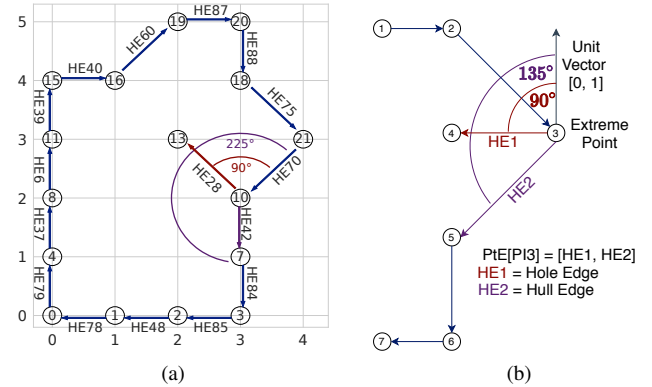 5
4
3
2
1
0
0
1
2
3
4
19
HE87
20
HE60
HE88
15
HE40
16
18
HE39
HE75
11
13
225°
21
HE6
90°
HE28
HE70
8
10
HE37
HE42
4
7
HE79
HE84
0
HE78
1
HE48
2
HE85
3
(a)
1
2
Unit
Vector
[0, 1]
135°
90°
4
HE1
3
Extreme
Point
HE2
5
PtE[PI3] = [HE1, HE2]
HE1 = Hole Edge
HE2 = Hull Edge
7
6
(b)